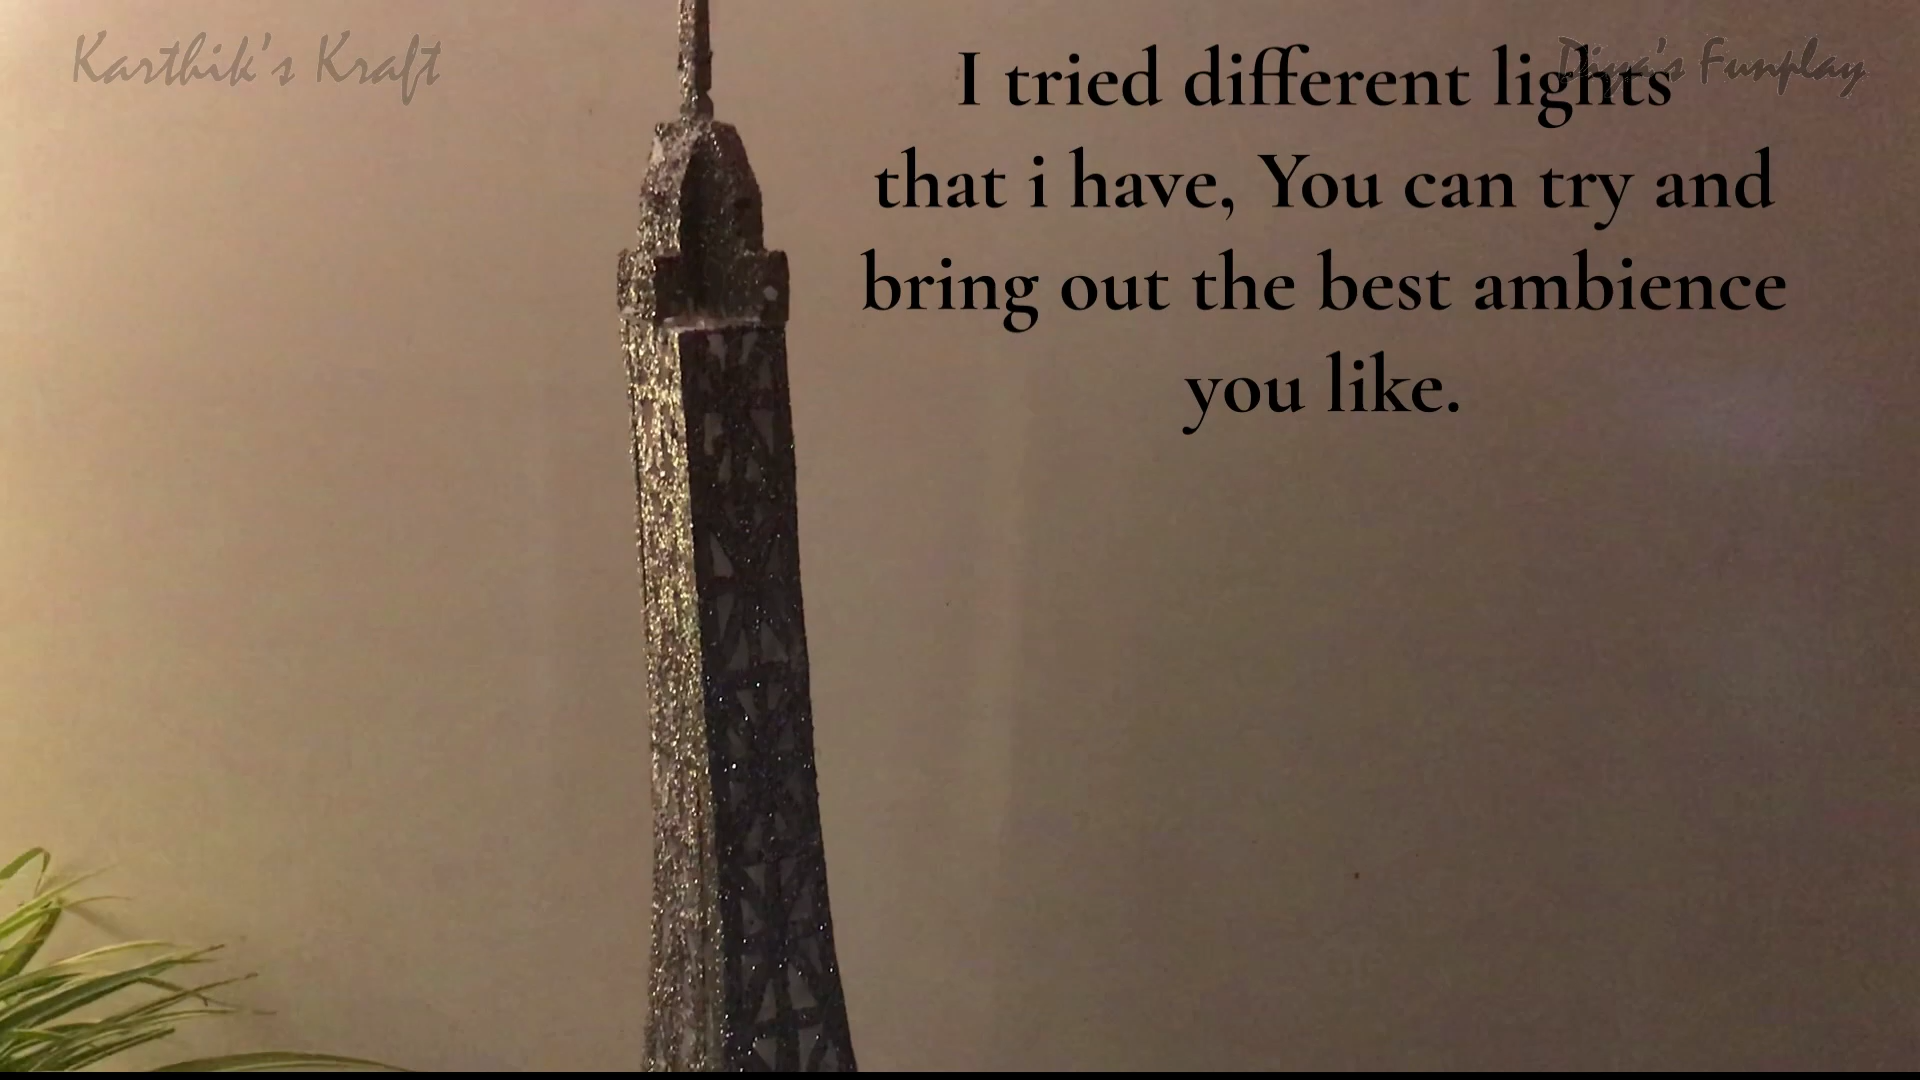 Karthik's Kraft
Diya's Funplay
I tried different lights
that i have, You can try and
bring out the best ambience
you like.